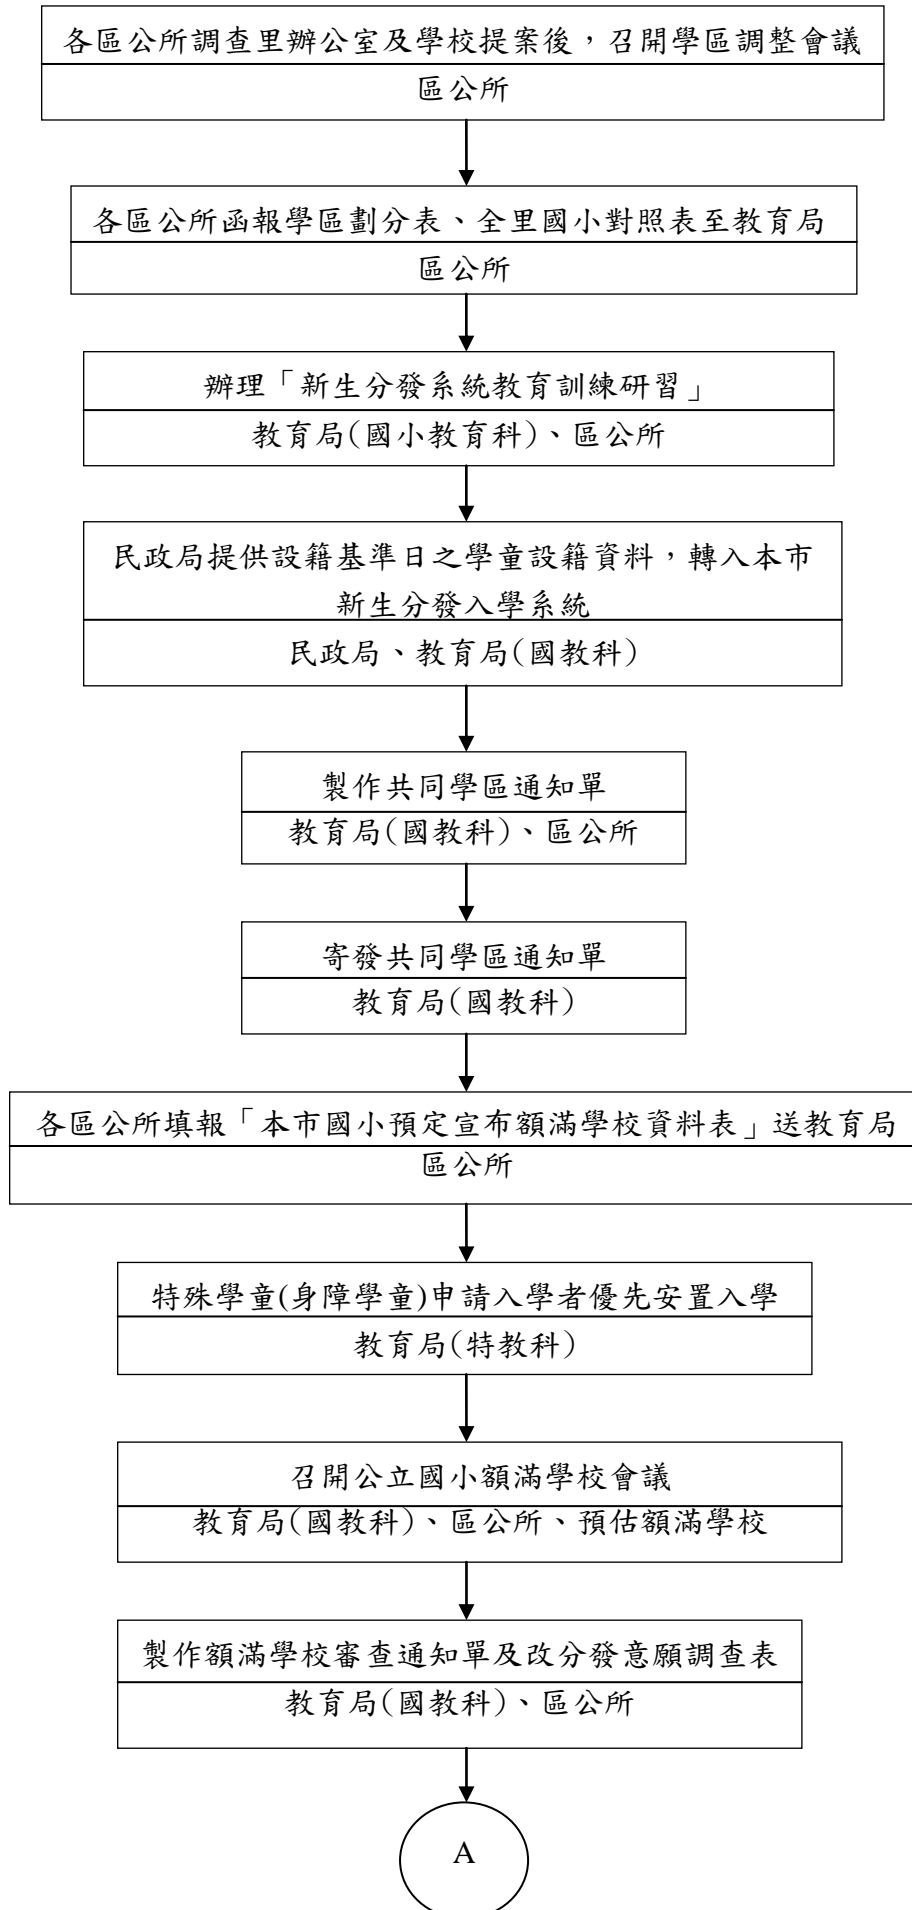 各區公所調查里辦公室及學校提案後，召開學區調整會議
區公所
各區公所函報學區劃分表、全里國小對照表至教育局
區公所
辦理「新生分發系統教育訓練研習」
教育局(國小教育科)、區公所
民政局提供設籍基準日之學童設籍資料，轉入本市
新生分發入學系統
民政局、教育局(國教科)
製作共同學區通知單
教育局(國教科)、區公所
寄發共同學區通知單
教育局(國教科)
各區公所填報「本市國小預定宣布額滿學校資料表」送教育局
區公所
特殊學童(身障學童)申請入學者優先安置入學
教育局(特教科)
召開公立國小額滿學校會議
教育局(國教科)、區公所、預估額滿學校
製作額滿學校審查通知單及改分發意願調查表
教育局(國教科)、區公所
A